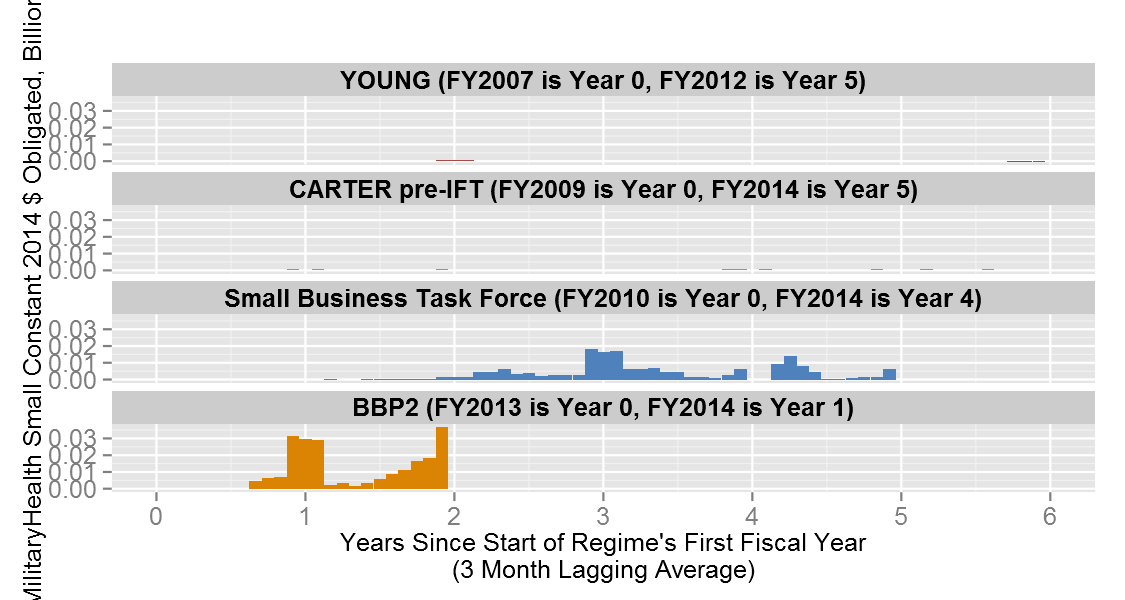 MilitaryHealth Small Constant 2014 $ Obligated, Billion
YOUNG (FY2007 is Year 0, FY2012 is Year 5)
0.03
0.02
0.01
0.00
CARTER pre-IFT (FY2009 is Year 0, FY2014 is Year 5)
0.03
0.02
0.01
0.00
Small Business Task Force (FY2010 is Year 0, FY2014 is Year 4)
0.03
0.02
0.01
0.00
BBP2 (FY2013 is Year 0, FY2014 is Year 1)
0.03
0.02
0.01
0.00
0 1 2 3 4 5 6
Years Since Start of Regime's First Fiscal Year
(3 Month Lagging Average)